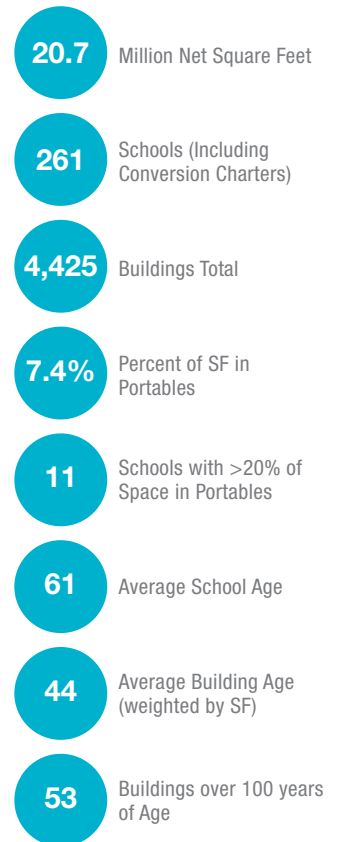 20.7
Million Net Square Feet
261
Schools (Including
Conversion Charters)
4,425
Buildings Total
7.4%
Percent of SF in
Portables
11
Schools with >20% of
Space in Portables
61
Average School Age
44
Average Building Age
(weighted by SF)
53
Buildings over 100 years
of Age